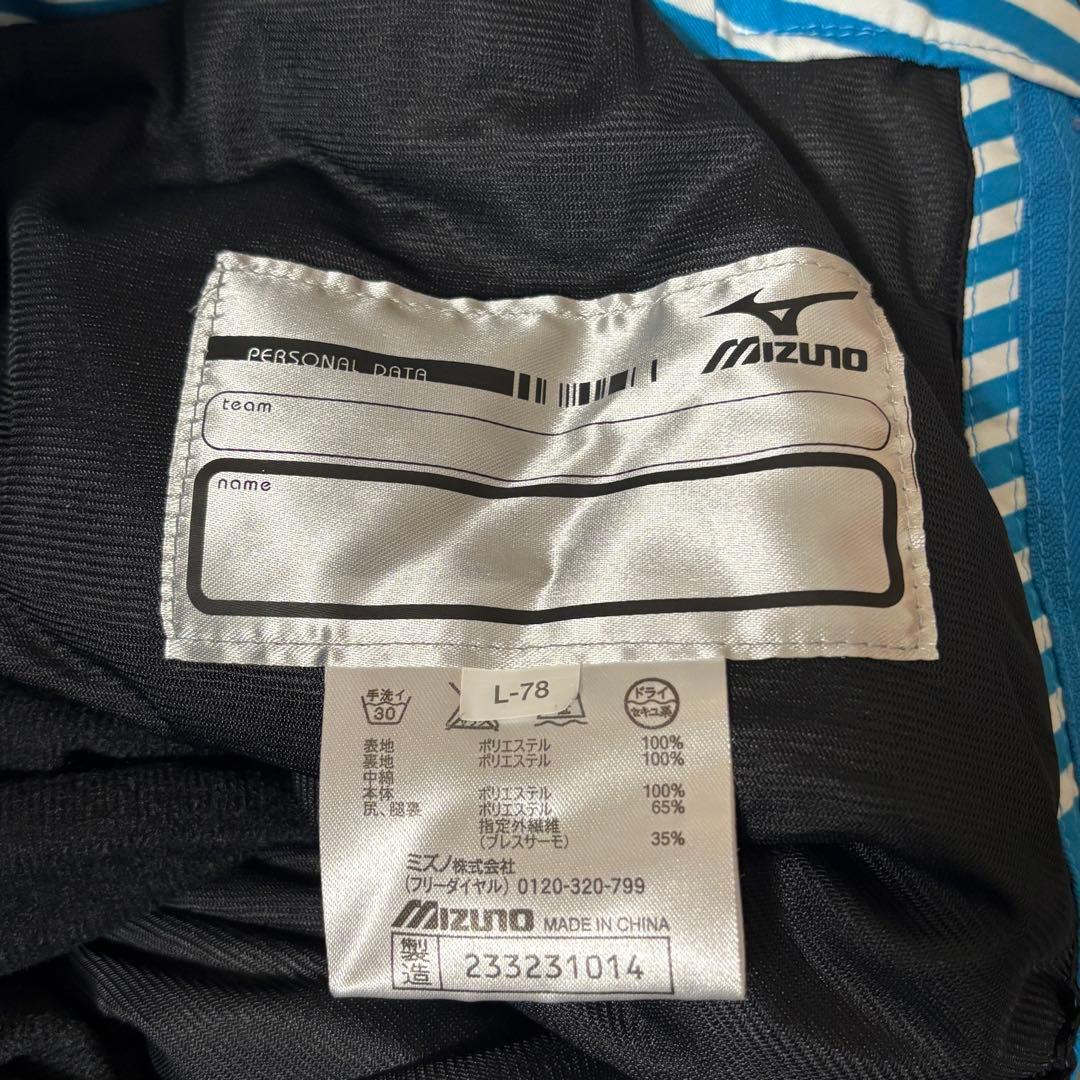 MIZUNO
PERSONAL DATA
team
name
L-78
手洗イ
30
ドライ
セキユ系
表地 ポリエステル 100%
裏地 ポリエステル 100%
中綿
本体 ポリエステル 100%
尻、腿裏 ポリエステル 65%
指定外繊維
(ブレスサーモ) 35%
ミズノ株式会社
(フリーダイヤル) 0120-320-799
MIZUNO MADE IN CHINA
製造 233231014